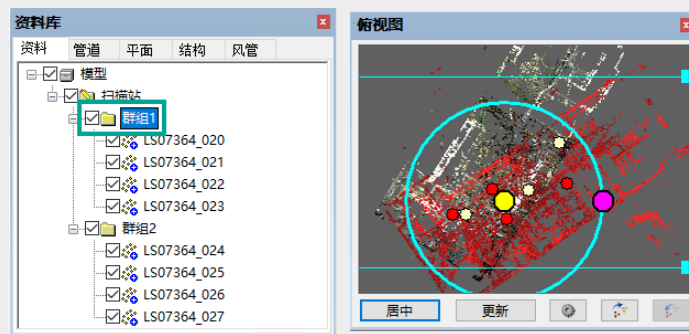 资料库
资料 管道 平面 结构 风管
模型
扫描站
群组1
LS07364_020
LS07364_021
LS07364_022
LS07364_023
群组2
LS07364_024
LS07364_025
LS07364_026
LS07364_027
俯视图
居中 更新